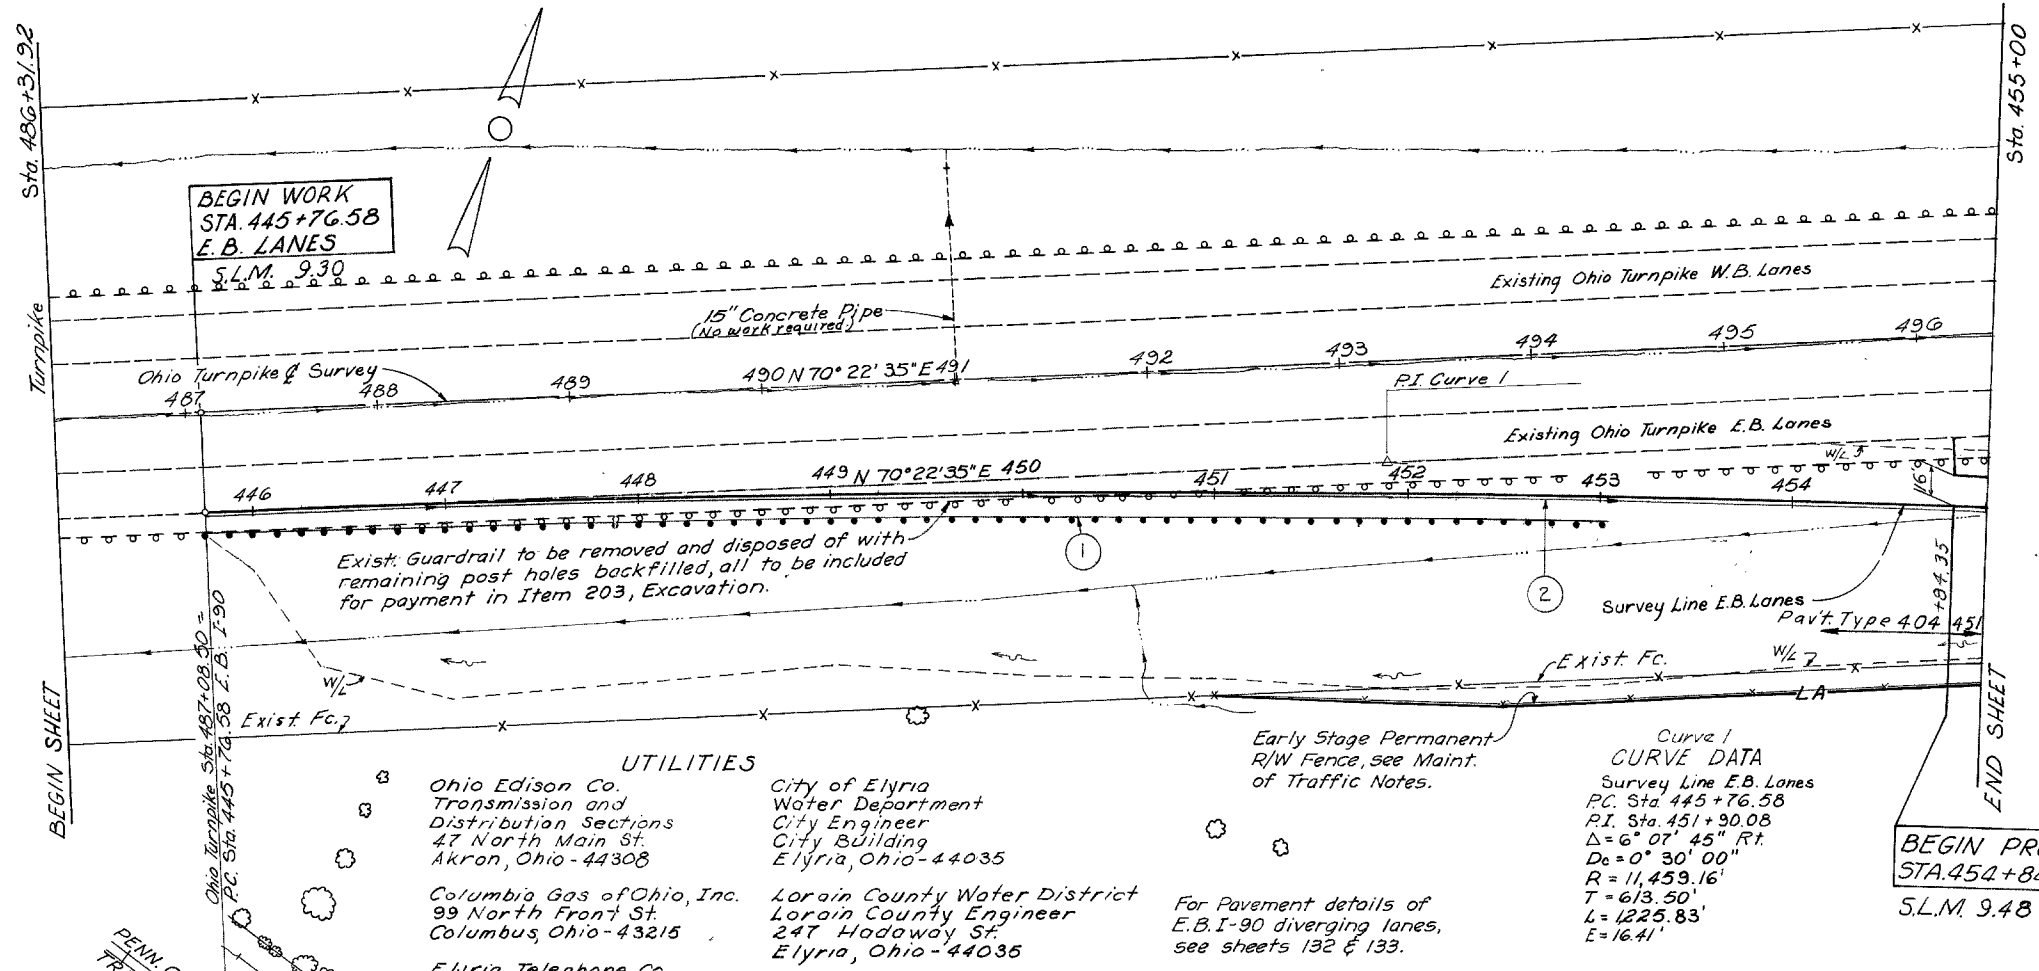 Sta. 486+31.92
Sta. 455+00
BEGIN WORK
STA. 445+76.58
E.B. LANES
S.L.M. 9.30
Existing Ohio Turnpike W.B. Lanes
Turnpike
15" Concrete Pipe
(No work required)
Ohio Turnpike ₵ Survey
487 488 489 490 N 70° 22' 35" E 491 492 493 494 495 496
P.I. Curve 1
Existing Ohio Turnpike E.B. Lanes
W/L
446 447 448 449 N 70° 22' 35" E 450 451 452 453 454
116'
Exist. Guardrail to be removed and disposed of with
remaining post holes backfilled, all to be included
for payment in Item 203, Excavation.
1
2
Survey Line E.B. Lanes
+84.35
Pav't. Type 404 451
W/L
Exist. Fc.
W/L
Exist. Fc.
LA
Ohio Turnpike Sta. 487+08.50 =
P.C. Sta. 445+76.58 E.B. I-90
BEGIN SHEET
END SHEET
Early Stage Permanent
R/W Fence, see Maint.
of Traffic Notes.
UTILITIES
Ohio Edison Co.
Transmission and
Distribution Sections
47 North Main St.
Akron, Ohio - 44308
Columbia Gas of Ohio, Inc.
99 North Front St.
Columbus, Ohio - 43215
Elyria Telephone Co.
City of Elyria
Water Department
City Engineer
City Building
Elyria, Ohio - 44035
Lorain County Water District
Lorain County Engineer
247 Hadaway St.
Elyria, Ohio - 44035
For Pavement details of
E.B. I-90 diverging lanes,
see sheets 132 & 133.
Curve 1
CURVE DATA
Survey Line E.B. Lanes
P.C. Sta. 445+76.58
P.I. Sta. 451+90.08
Δ = 6° 07' 45" Rt.
Dc = 0° 30' 00"
R = 11,459.16'
T = 613.50'
L = 1225.83'
E = 16.41'
BEGIN PRO
STA. 454+84
S.L.M. 9.48
PENN.